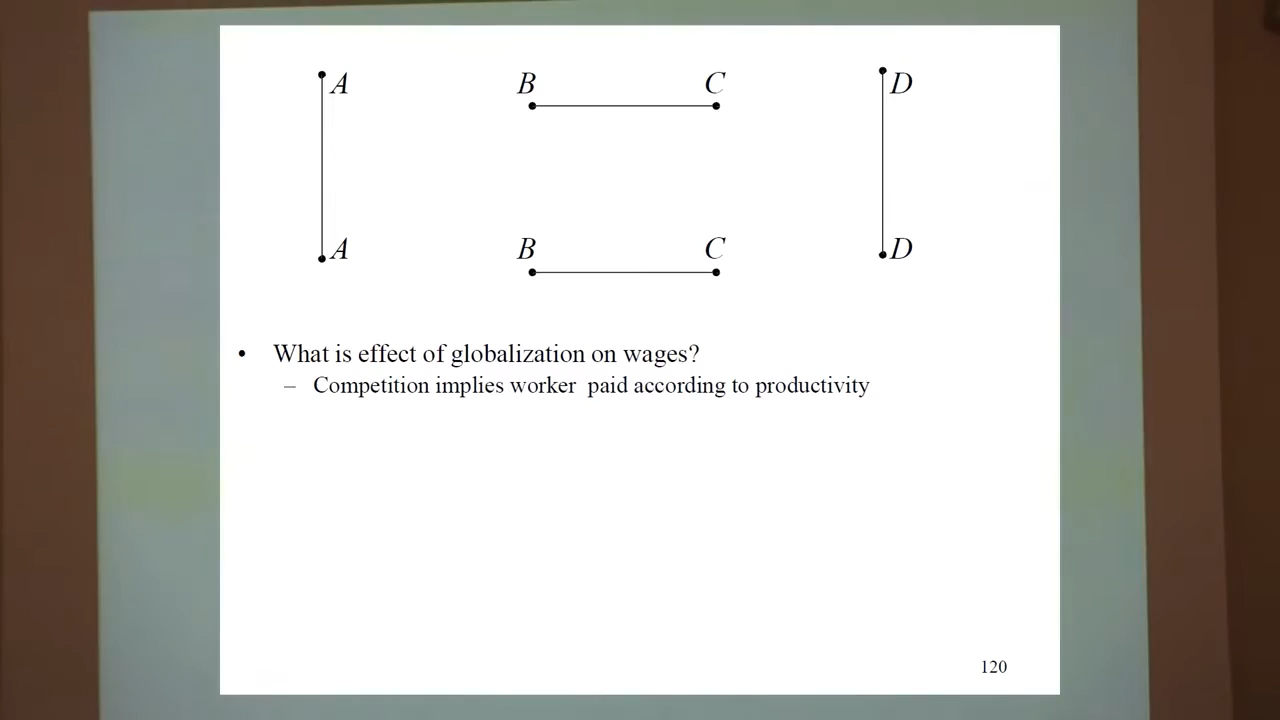 A B C D
A B C D
• What is effect of globalization on wages?
– Competition implies worker paid according to productivity
120